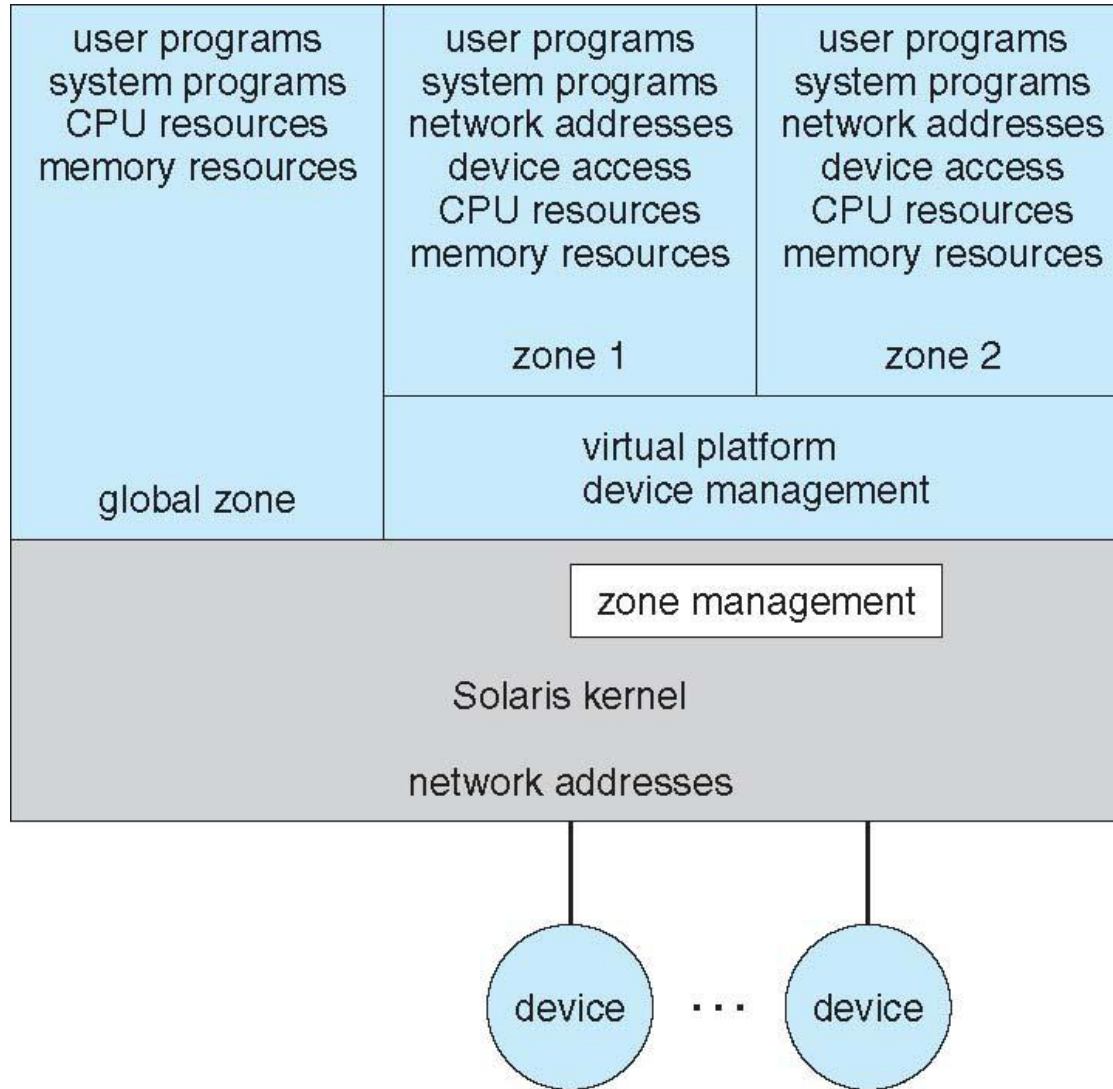 user programs
system programs
CPU resources
memory resources
global zone
user programs
system programs
network addresses
device access
CPU resources
memory resources
zone 1
user programs
system programs
network addresses
device access
CPU resources
memory resources
zone 2
virtual platform
device management
zone management
Solaris kernel
network addresses
device
. . .
device